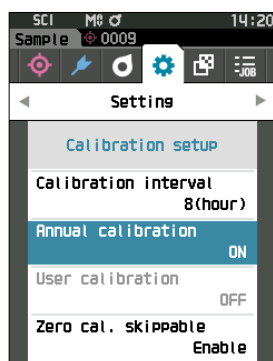 SCI M 14:20
Sample 0009
-JOB
Setting
Calibration setup
Calibration interval
8(hour)
Annual calibration
ON
User calibration
OFF
Zero cal. skippable
Enable